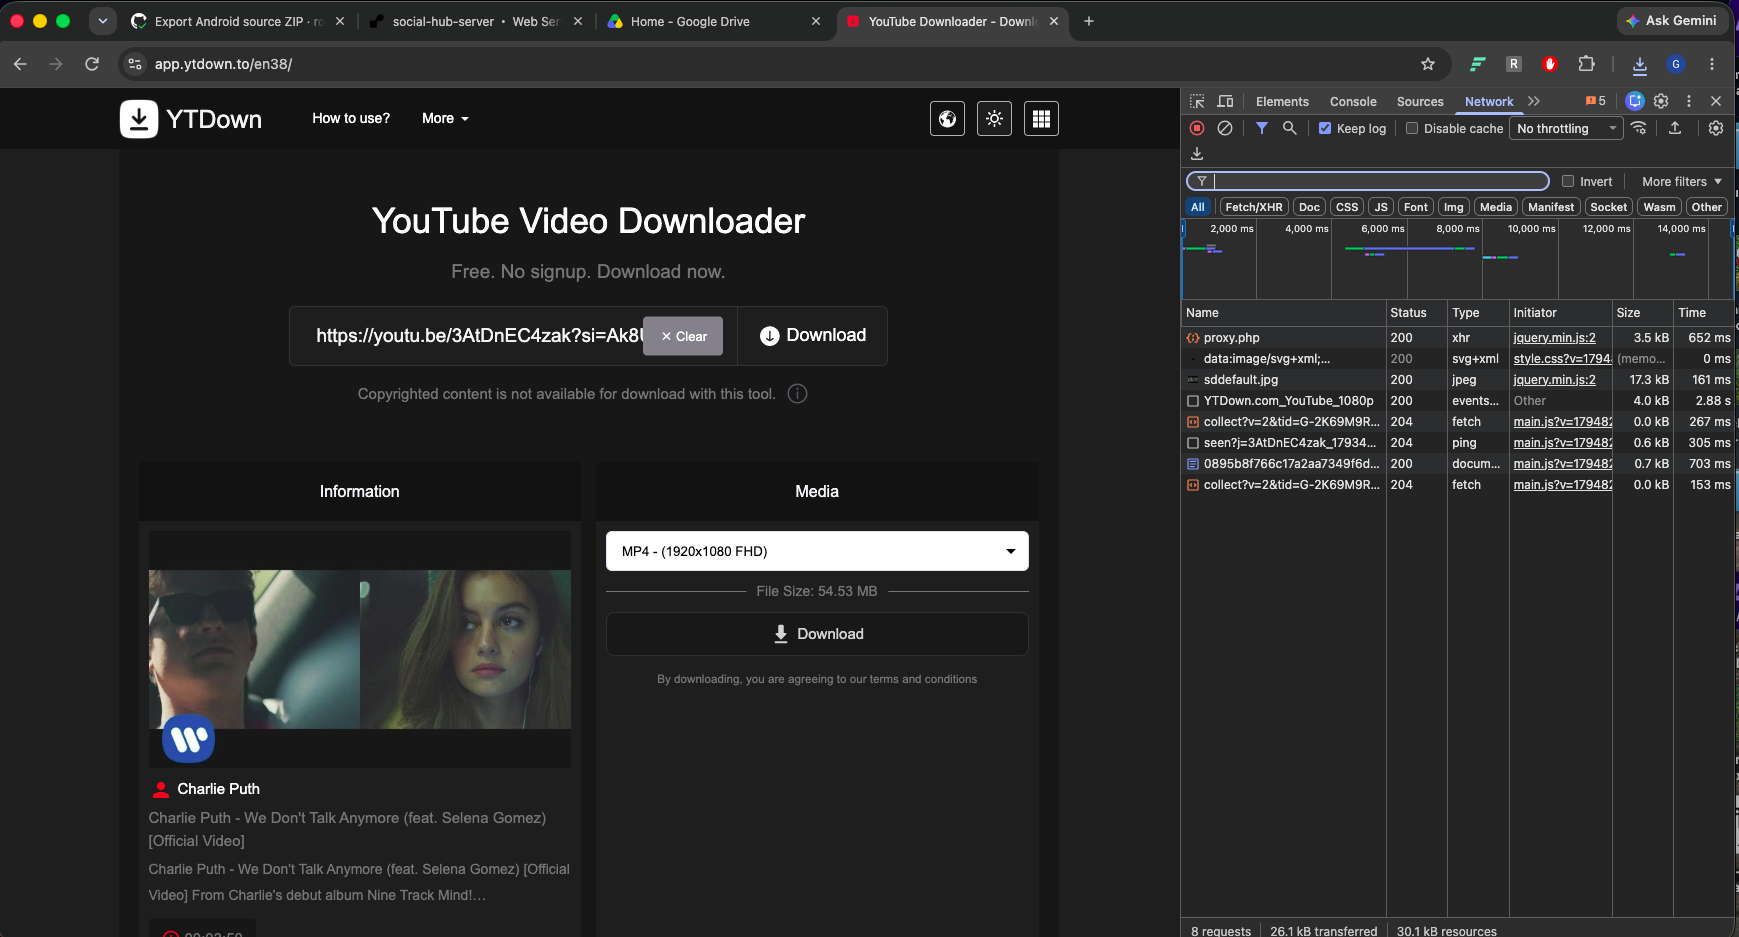 Export Android source ZIP · ro
social-hub-server • Web Ser
Home - Google Drive
YouTube Downloader - Downl
Ask Gemini
app.ytdown.to/en38/
R
G
YTDown
How to use?
More
YouTube Video Downloader
Free. No signup. Download now.
https://youtu.be/3AtDnEC4zak?si=Ak8
Clear
Download
Copyrighted content is not available for download with this tool.
Information
Charlie Puth
Charlie Puth - We Don't Talk Anymore (feat. Selena Gomez)
[Official Video]
Charlie Puth - We Don't Talk Anymore (feat. Selena Gomez) [Official
Video] From Charlie's debut album Nine Track Mind!...
Media
MP4 - (1920x1080 FHD)
File Size: 54.53 MB
Download
By downloading, you are agreeing to our terms and conditions
Elements Console Sources Network 5
Keep log Disable cache No throttling
Invert More filters
All Fetch/XHR Doc CSS JS Font Img Media Manifest Socket Wasm Other
2,000 ms 4,000 ms 6,000 ms 8,000 ms 10,000 ms 12,000 ms 14,000 ms
Name Status Type Initiator Size Time
proxy.php 200 xhr jquery.min.js:2 3.5 kB 652 ms
data:image/svg+xml;... 200 svg+xml style.css?v=1794 (memo... 0 ms
sddefault.jpg 200 jpeg jquery.min.js:2 17.3 kB 161 ms
YTDown.com_YouTube_1080p 200 events... Other 4.0 kB 2.88 s
collect?v=2&tid=G-2K69M9R... 204 fetch main.js?v=179482 0.0 kB 267 ms
seen?j=3AtDnEC4zak_17934... 204 ping main.js?v=179482 0.6 kB 305 ms
0895b8f766c17a2aa7349f6d... 200 docum... main.js?v=179482 0.7 kB 703 ms
collect?v=2&tid=G-2K69M9R... 204 fetch main.js?v=179482 0.0 kB 153 ms
8 requests 26.1 kB transferred 30.1 kB resources